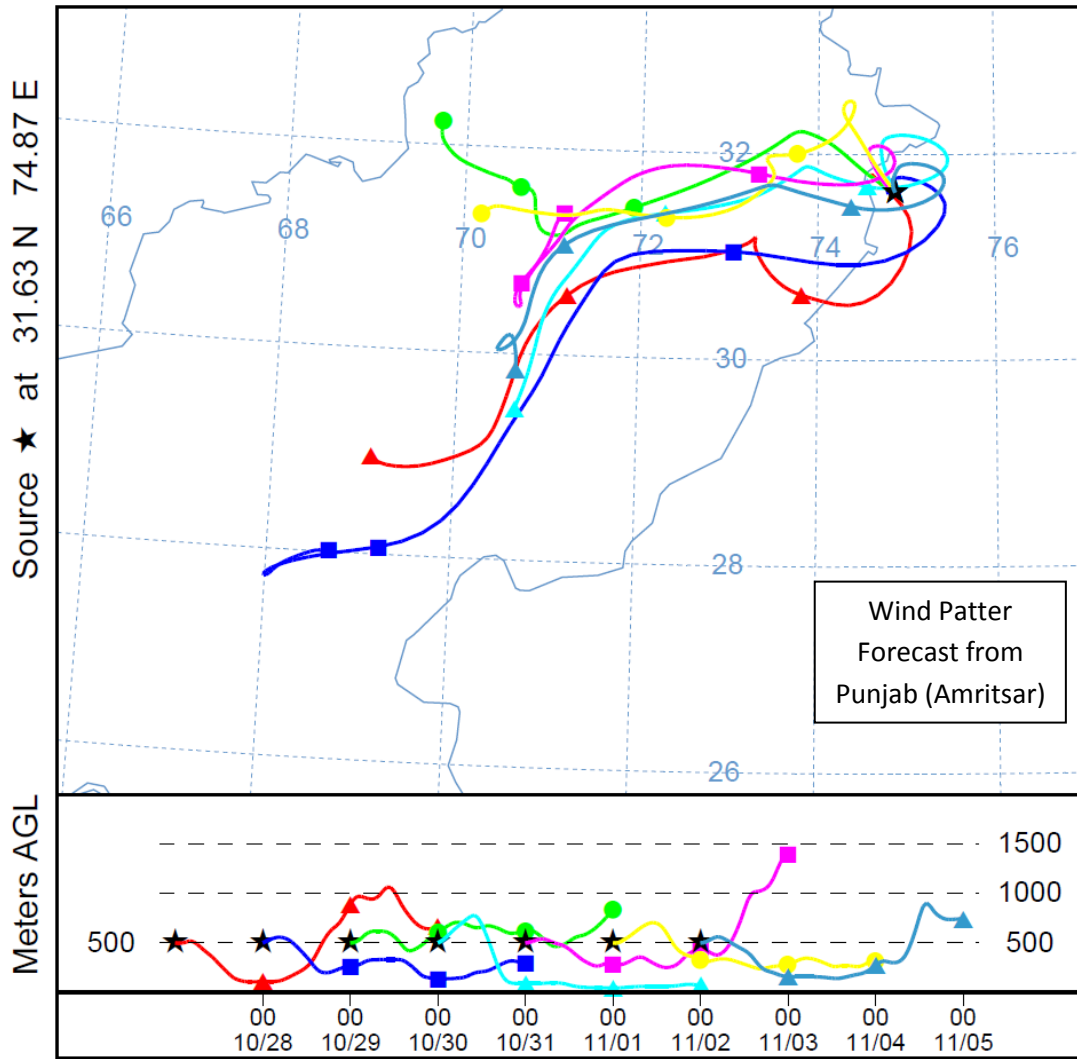 Source ★ at 31.63 N 74.87 E
32
66
68
70
72
74
76
30
28
26
Wind Patter
Forecast from
Punjab (Amritsar)
Meters AGL
1500
1000
500
500
00 00 00 00 00 00 00 00 00
10/28 10/29 10/30 10/31 11/01 11/02 11/03 11/04 11/05